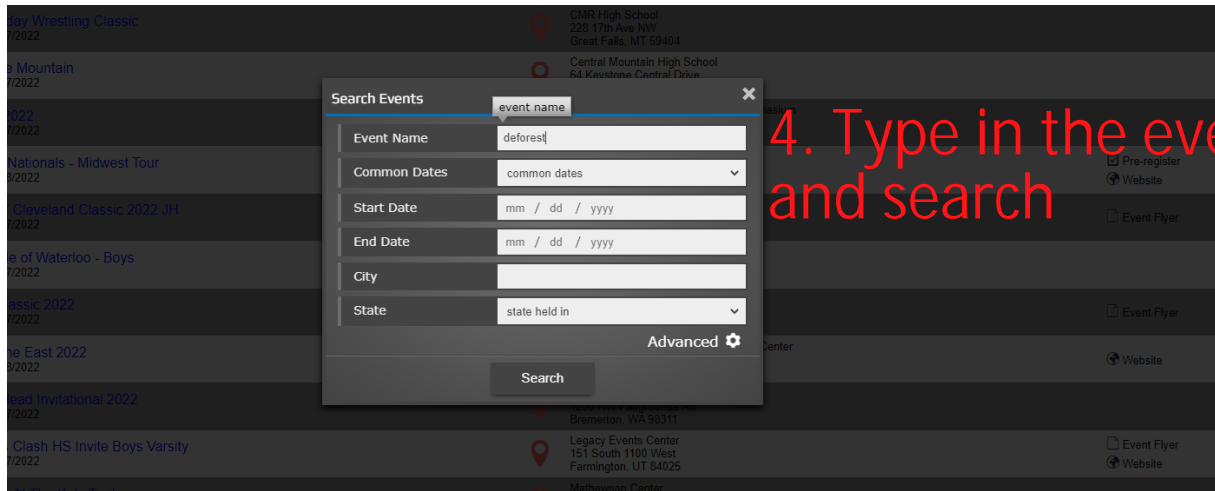 day Wrestling Classic
7/2022
CMR High School
228 17th Ave NW
Great Falls, MT 59404
e Mountain
7/2022
Central Mountain High School
64 Keystone Central Drive
2022
7/2022
Nationals - Midwest Tour
8/2022
Pre-register
Website
Cleveland Classic 2022 JH
7/2022
Event Flyer
e of Waterloo - Boys
7/2022
assic 2022
7/2022
Event Flyer
he East 2022
8/2022
Center
Website
ead Invitational 2022
7/2022
Bremerton, WA 98311
Clash HS Invite Boys Varsity
7/2022
Legacy Events Center
151 South 1100 West
Farmington, UT 84025
Event Flyer
Website
Mathewson Center
Search Events
event name
Event Name deforest
Common Dates common dates
Start Date mm / dd / yyyy
End Date mm / dd / yyyy
City
State state held in
Advanced
Search
4. Type in the eve
and search